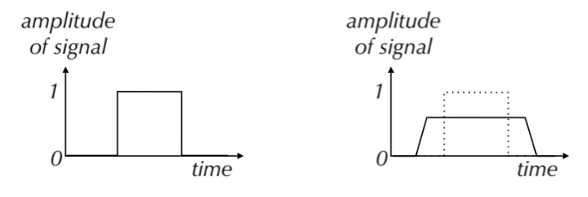 amplitude
of signal
1
0
time
amplitude
of signal
1
0
time